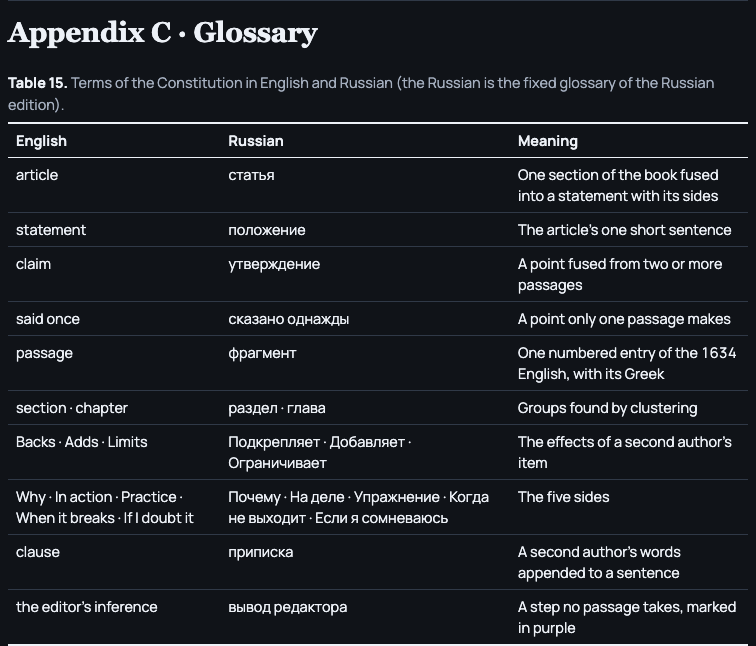 Appendix C · Glossary
Table 15. Terms of the Constitution in English and Russian (the Russian is the fixed glossary of the Russian
edition).
English Russian Meaning
article статья One section of the book fused
into a statement with its sides
statement положение The article's one short sentence
claim утверждение A point fused from two or more
passages
said once сказано однажды A point only one passage makes
passage фрагмент One numbered entry of the 1634
English, with its Greek
section · chapter раздел · глава Groups found by clustering
Backs · Adds · Limits Подкрепляет · Добавляет · The effects of a second author's
Ограничивает item
Why · In action · Practice · Почему · На деле · Упражнение · Когда The five sides
When it breaks · If I doubt it не выходит · Если я сомневаюсь
clause приписка A second author's words
appended to a sentence
the editor's inference вывод редактора A step no passage takes, marked
in purple